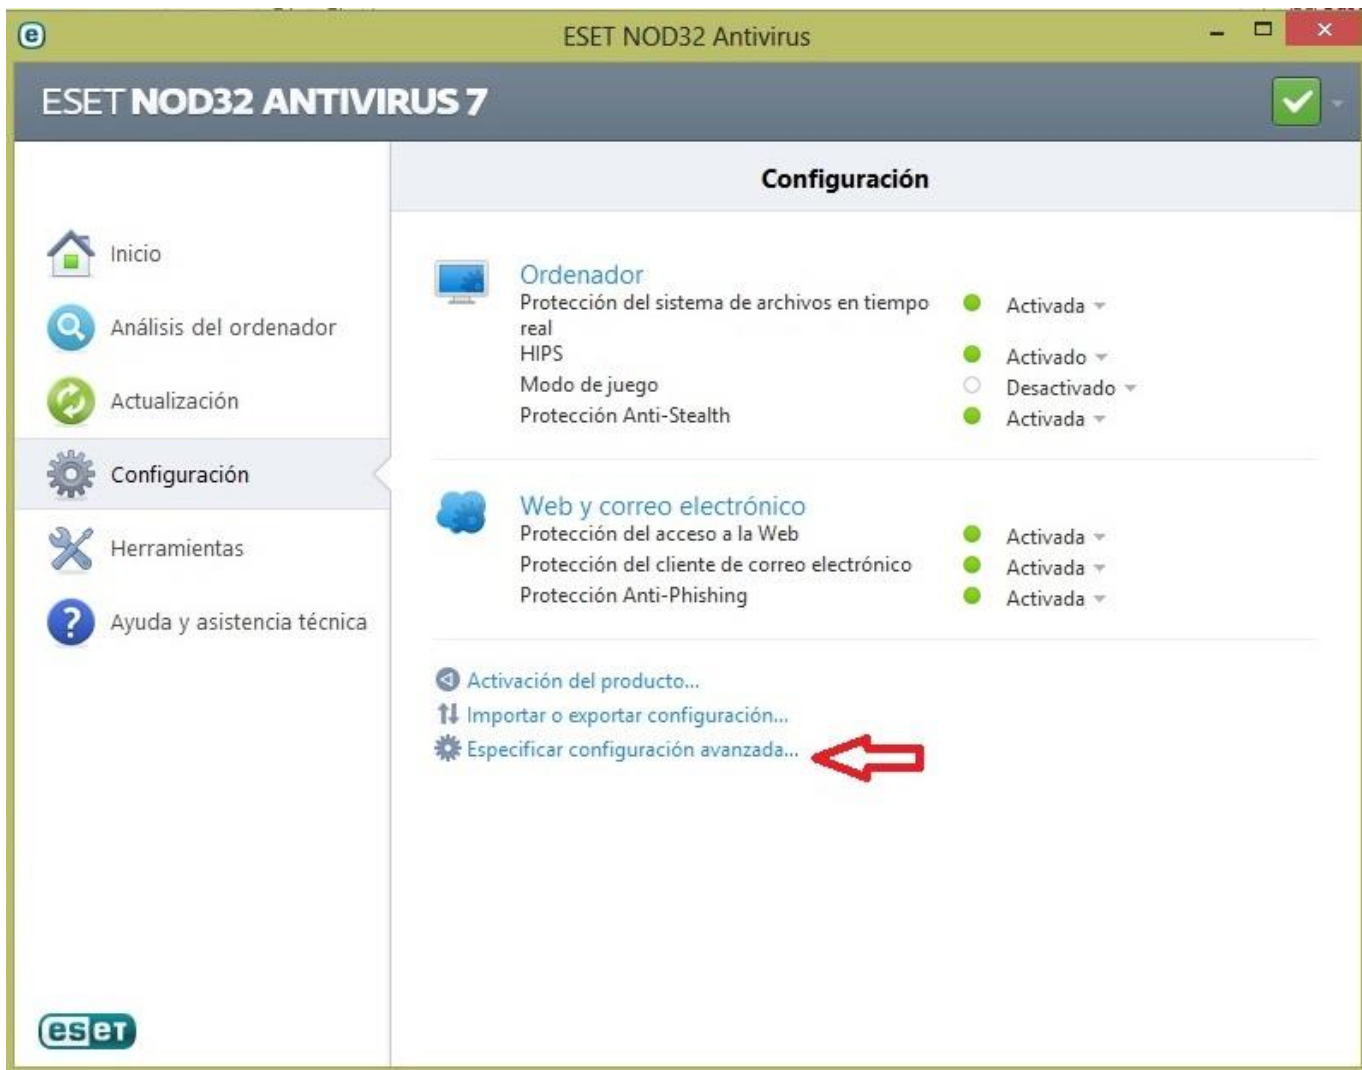 ESET NOD32 Antivirus
ESET NOD32 ANTIVIRUS 7
Configuración
Inicio
Análisis del ordenador
Actualización
Configuración
Herramientas
Ayuda y asistencia técnica
Ordenador
Protección del sistema de archivos en tiempo
real
Activada
HIPS
Activado
Modo de juego
Desactivado
Protección Anti-Stealth
Activada
Web y correo electrónico
Protección del acceso a la Web
Activada
Protección del cliente de correo electrónico
Activada
Protección Anti-Phishing
Activada
Activación del producto...
Importar o exportar configuración...
Especificar configuración avanzada...
eset